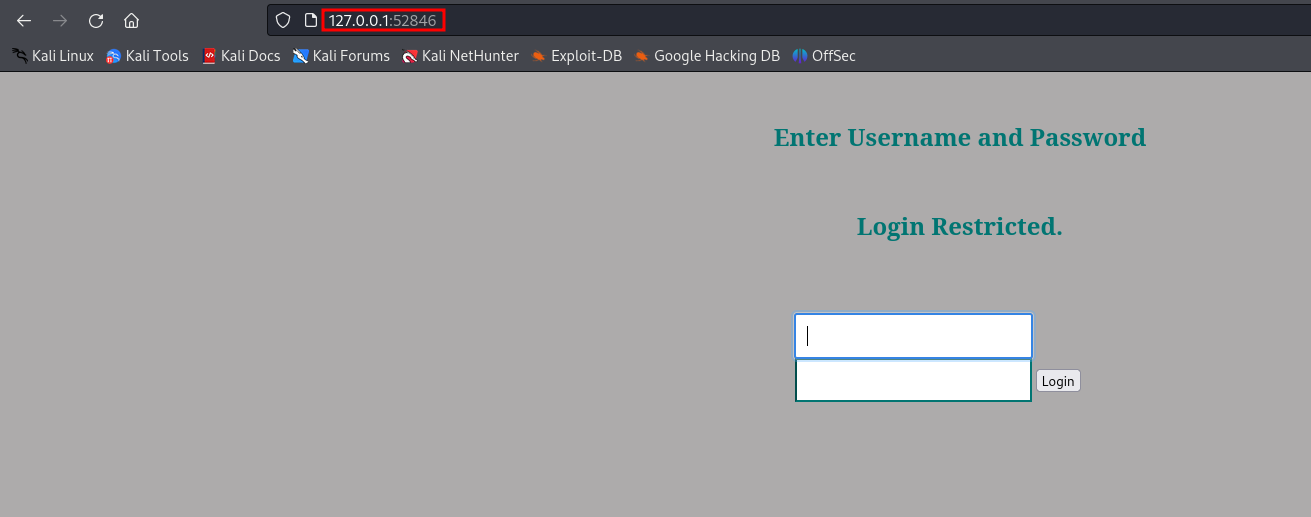 127.0.0.1:52846
Kali Linux Kali Tools Kali Docs Kali Forums Kali NetHunter Exploit-DB Google Hacking DB OffSec
Enter Username and Password
Login Restricted.
Login